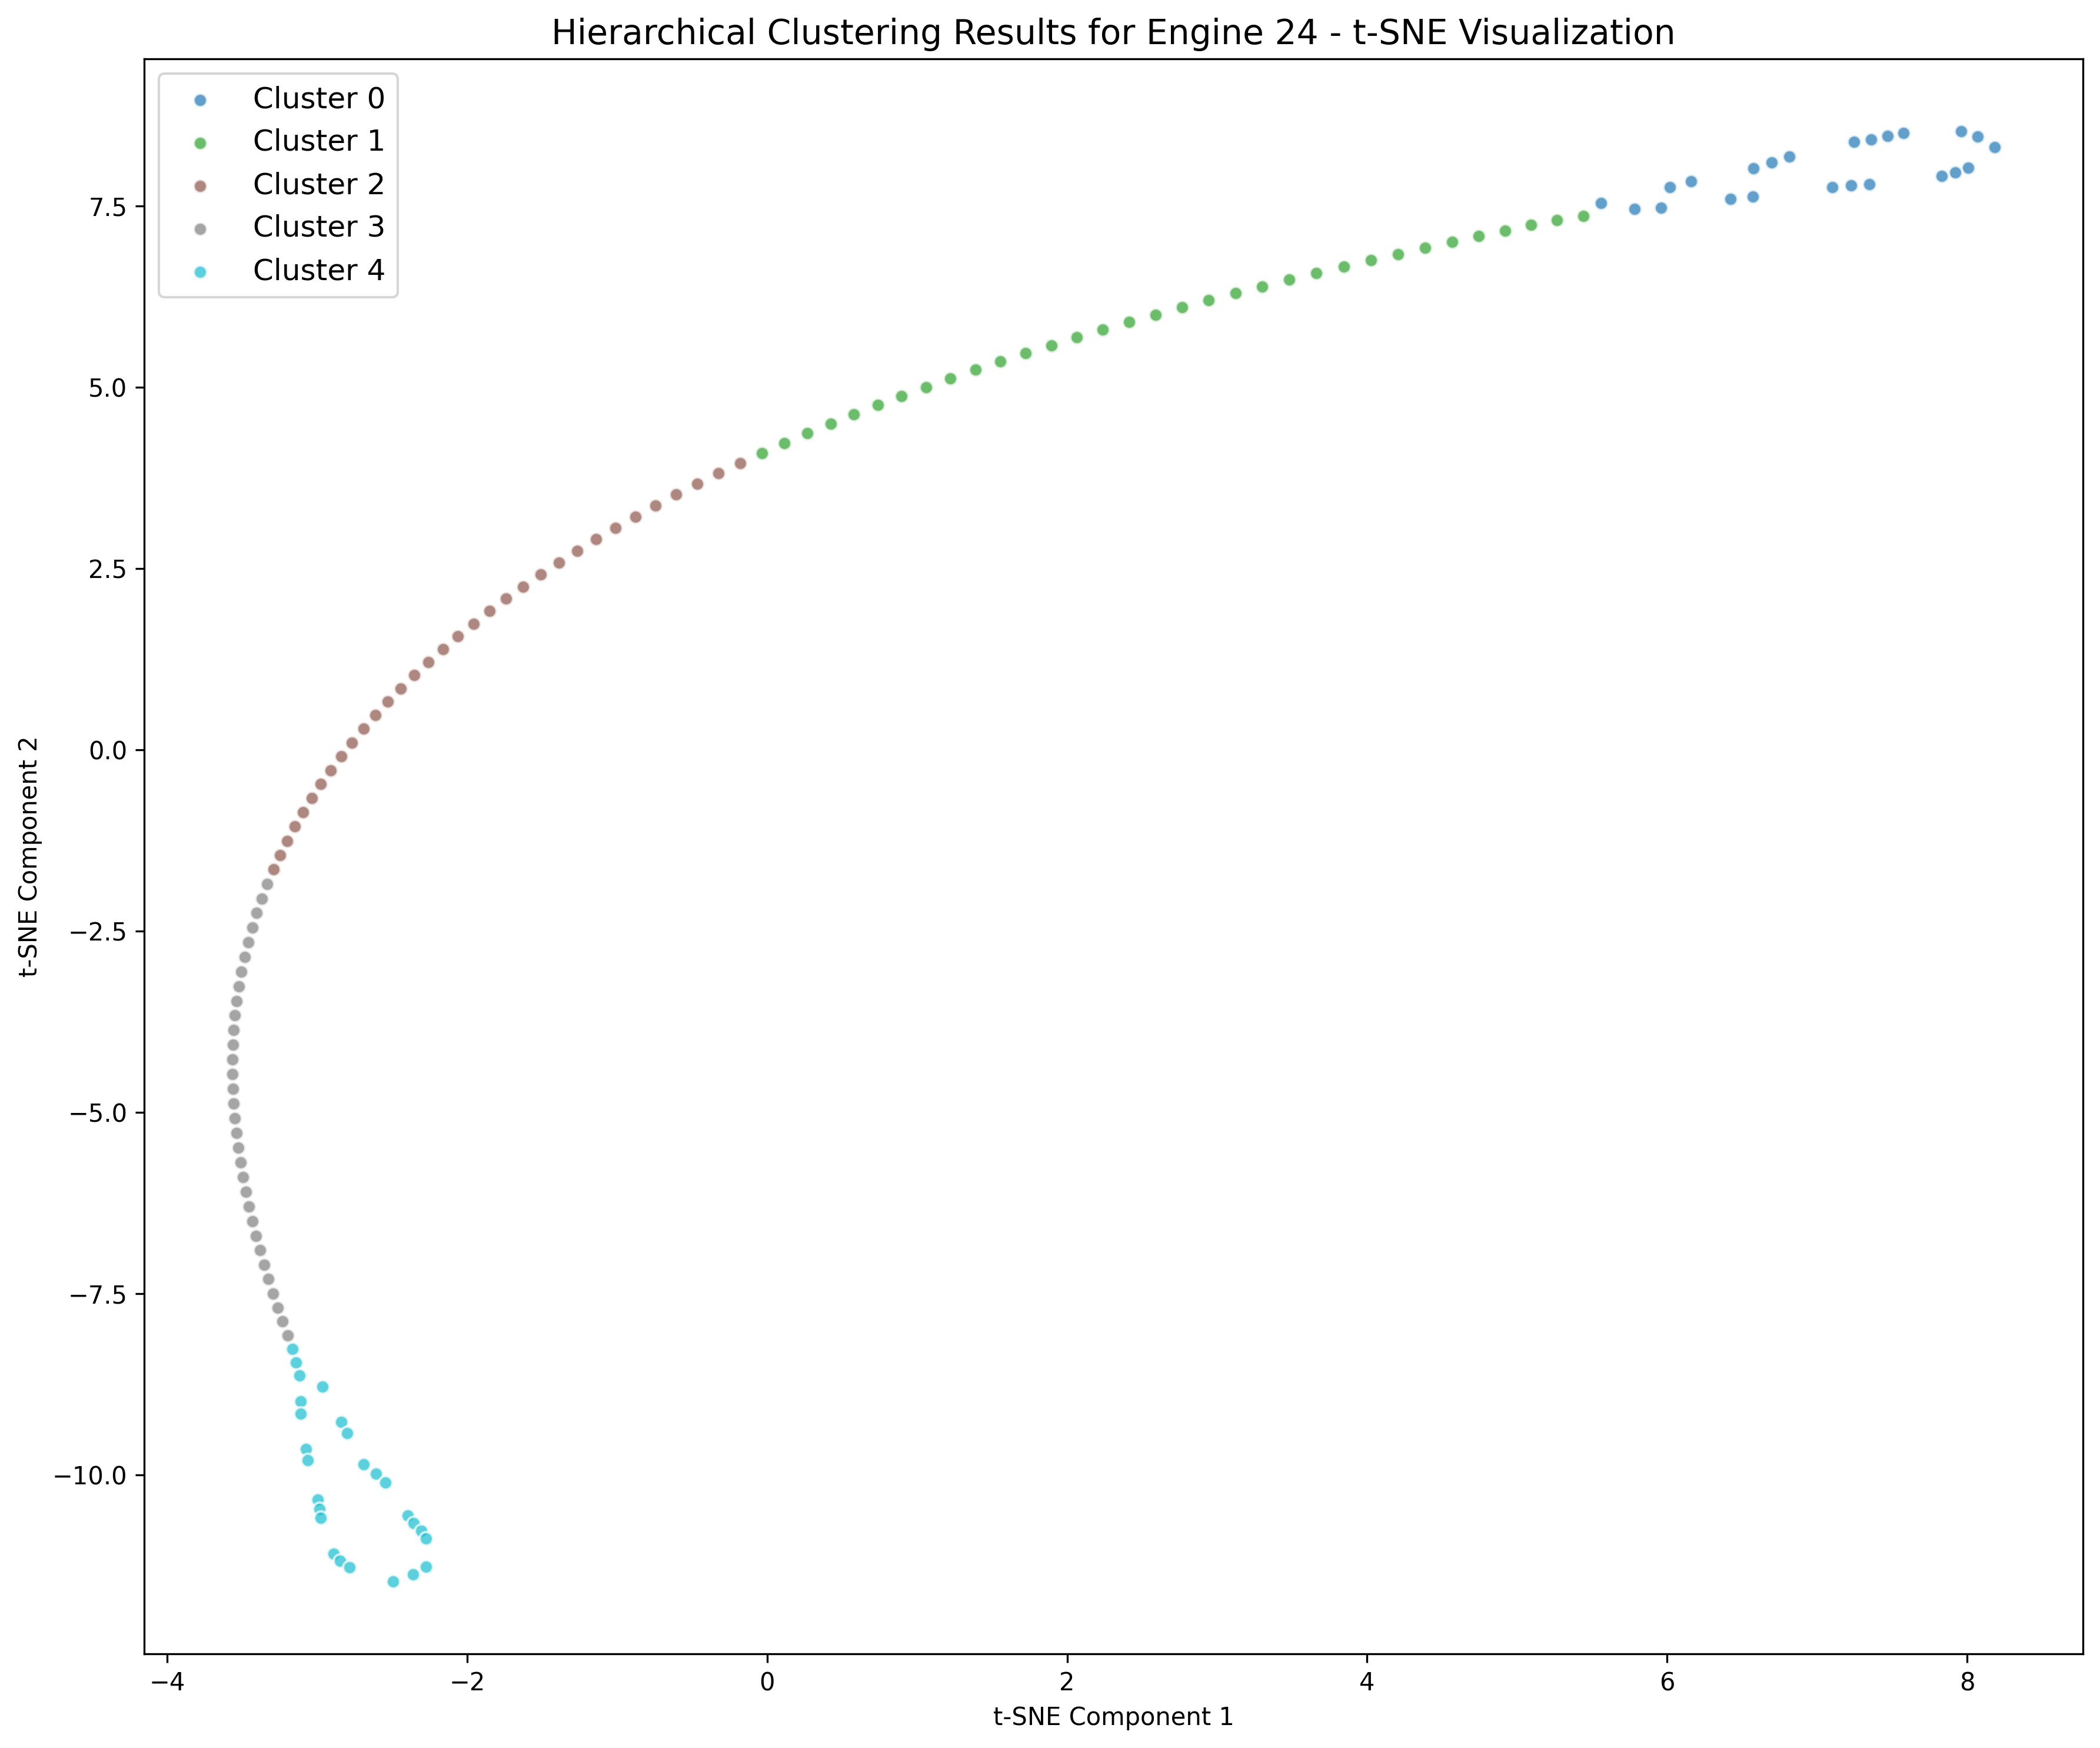 Hierarchical Clustering Results for Engine 24 - t-SNE Visualization
Cluster 0
Cluster 1
Cluster 2
Cluster 3
Cluster 4
7.5
5.0
2.5
0.0
−2.5
−5.0
−7.5
−10.0
t-SNE Component 2
−4 −2 0 2 4 6 8
t-SNE Component 1